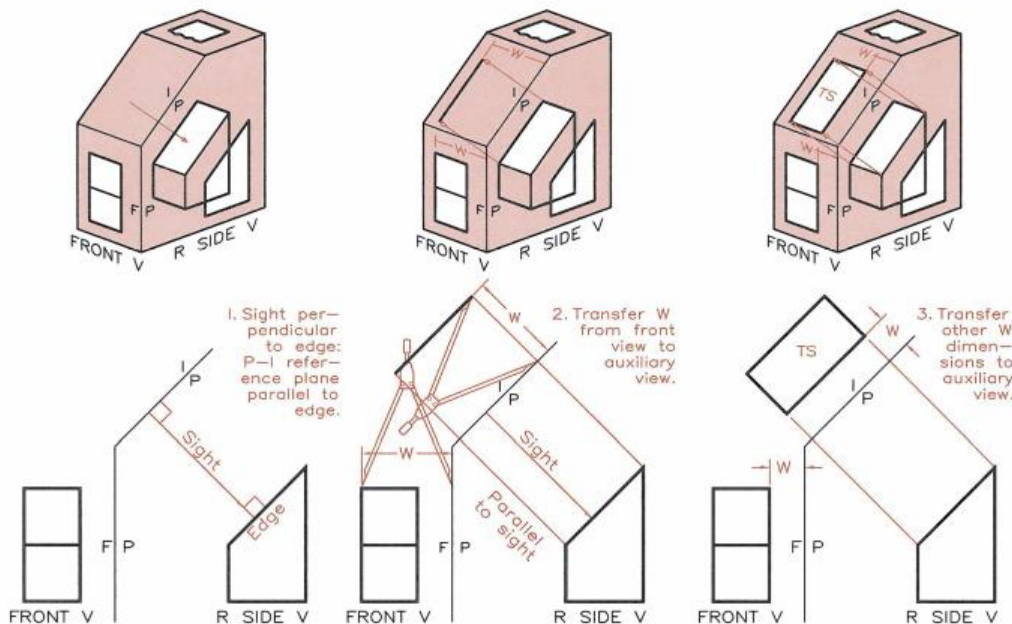 I
P
F P
FRONT V
R SIDE V
W
I
P
W
F P
FRONT V
R SIDE V
W
TS
I
P
W
F P
FRONT V
R SIDE V
1. Sight per-
pendicular
to edge:
P-I refer-
ence plane
parallel to
edge.
I
P
Sight
Edge
F P
FRONT V
R SIDE V
W
2. Transfer W
from front
view to
auxiliary
view.
I
P
W
Sight
Parallel
to sight
F P
FRONT V
R SIDE V
TS
W
3. Transfer
other W
dimen-
sions to
auxiliary
view.
I
P
W
F P
FRONT V
R SIDE V